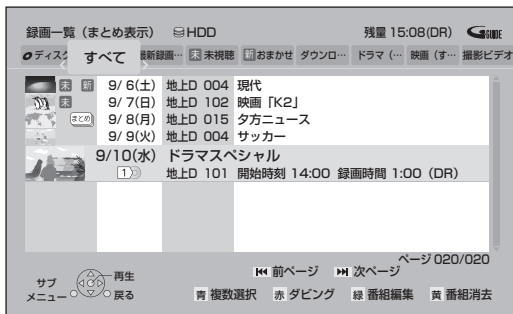 録画一覧（まとめ表示） HDD 残量 15:08(DR) G GUIDE
ディスク すべて 最新録画… 未 未視聴 新 おまかせ ダウンロ… ドラマ（… 映画（す… 撮影ビデオ
未 新 9/ 6(土) 地上D 004 現代
未 9/ 7(日) 地上D 102 映画「K2」
まとめ 9/ 8(月) 地上D 015 夕方ニュース
9/ 9(火) 地上D 004 サッカー
9/10(水) ドラマスペシャル
1 地上D 101 開始時刻 14:00 録画時間 1:00（DR）
ページ 020/020
前ページ 次ページ
サブメニュー 再生 戻る
青 複数選択 赤 ダビング 緑 番組編集 黄 番組消去